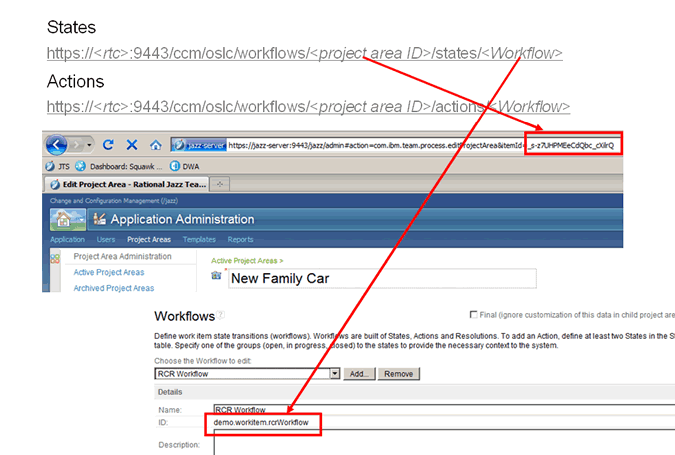 States
https://<rtc>:9443/ccm/oslc/workflows/<project area ID>/states/<Workflow>
Actions
https://<rtc>:9443/ccm/oslc/workflows/<project area ID>/actions/<Workflow>
jazz-server https://jazz-server:9443/jazz/admin#action=com.ibm.team.process.editProjectArea&itemId=_s-z7UHPMEeCdQbc_cXilrQ
JTS Dashboard: Squawk ... DWA
Edit Project Area - Rational Jazz Tea...
Change and Configuration Management (/jazz)
Application Administration
Application Users Project Areas Templates Reports
Project Area Administration
Active Project Areas >
Active Project Areas
New Family Car
Archived Project Areas
Workflows
Final (ignore customization of this data in child project are
Define work item state transitions (workflows). Workflows are built of States, Actions and Resolutions. To add an Action, define at least two States in the St
table. Specify one of the groups (open, in progress, closed) to the states to provide the necessary context to the system.
Choose the Workflow to edit:
RCR Workflow Add... Remove
Details
Name: RCR Workflow
ID: demo.workitem.rcrWorkflow
Description: